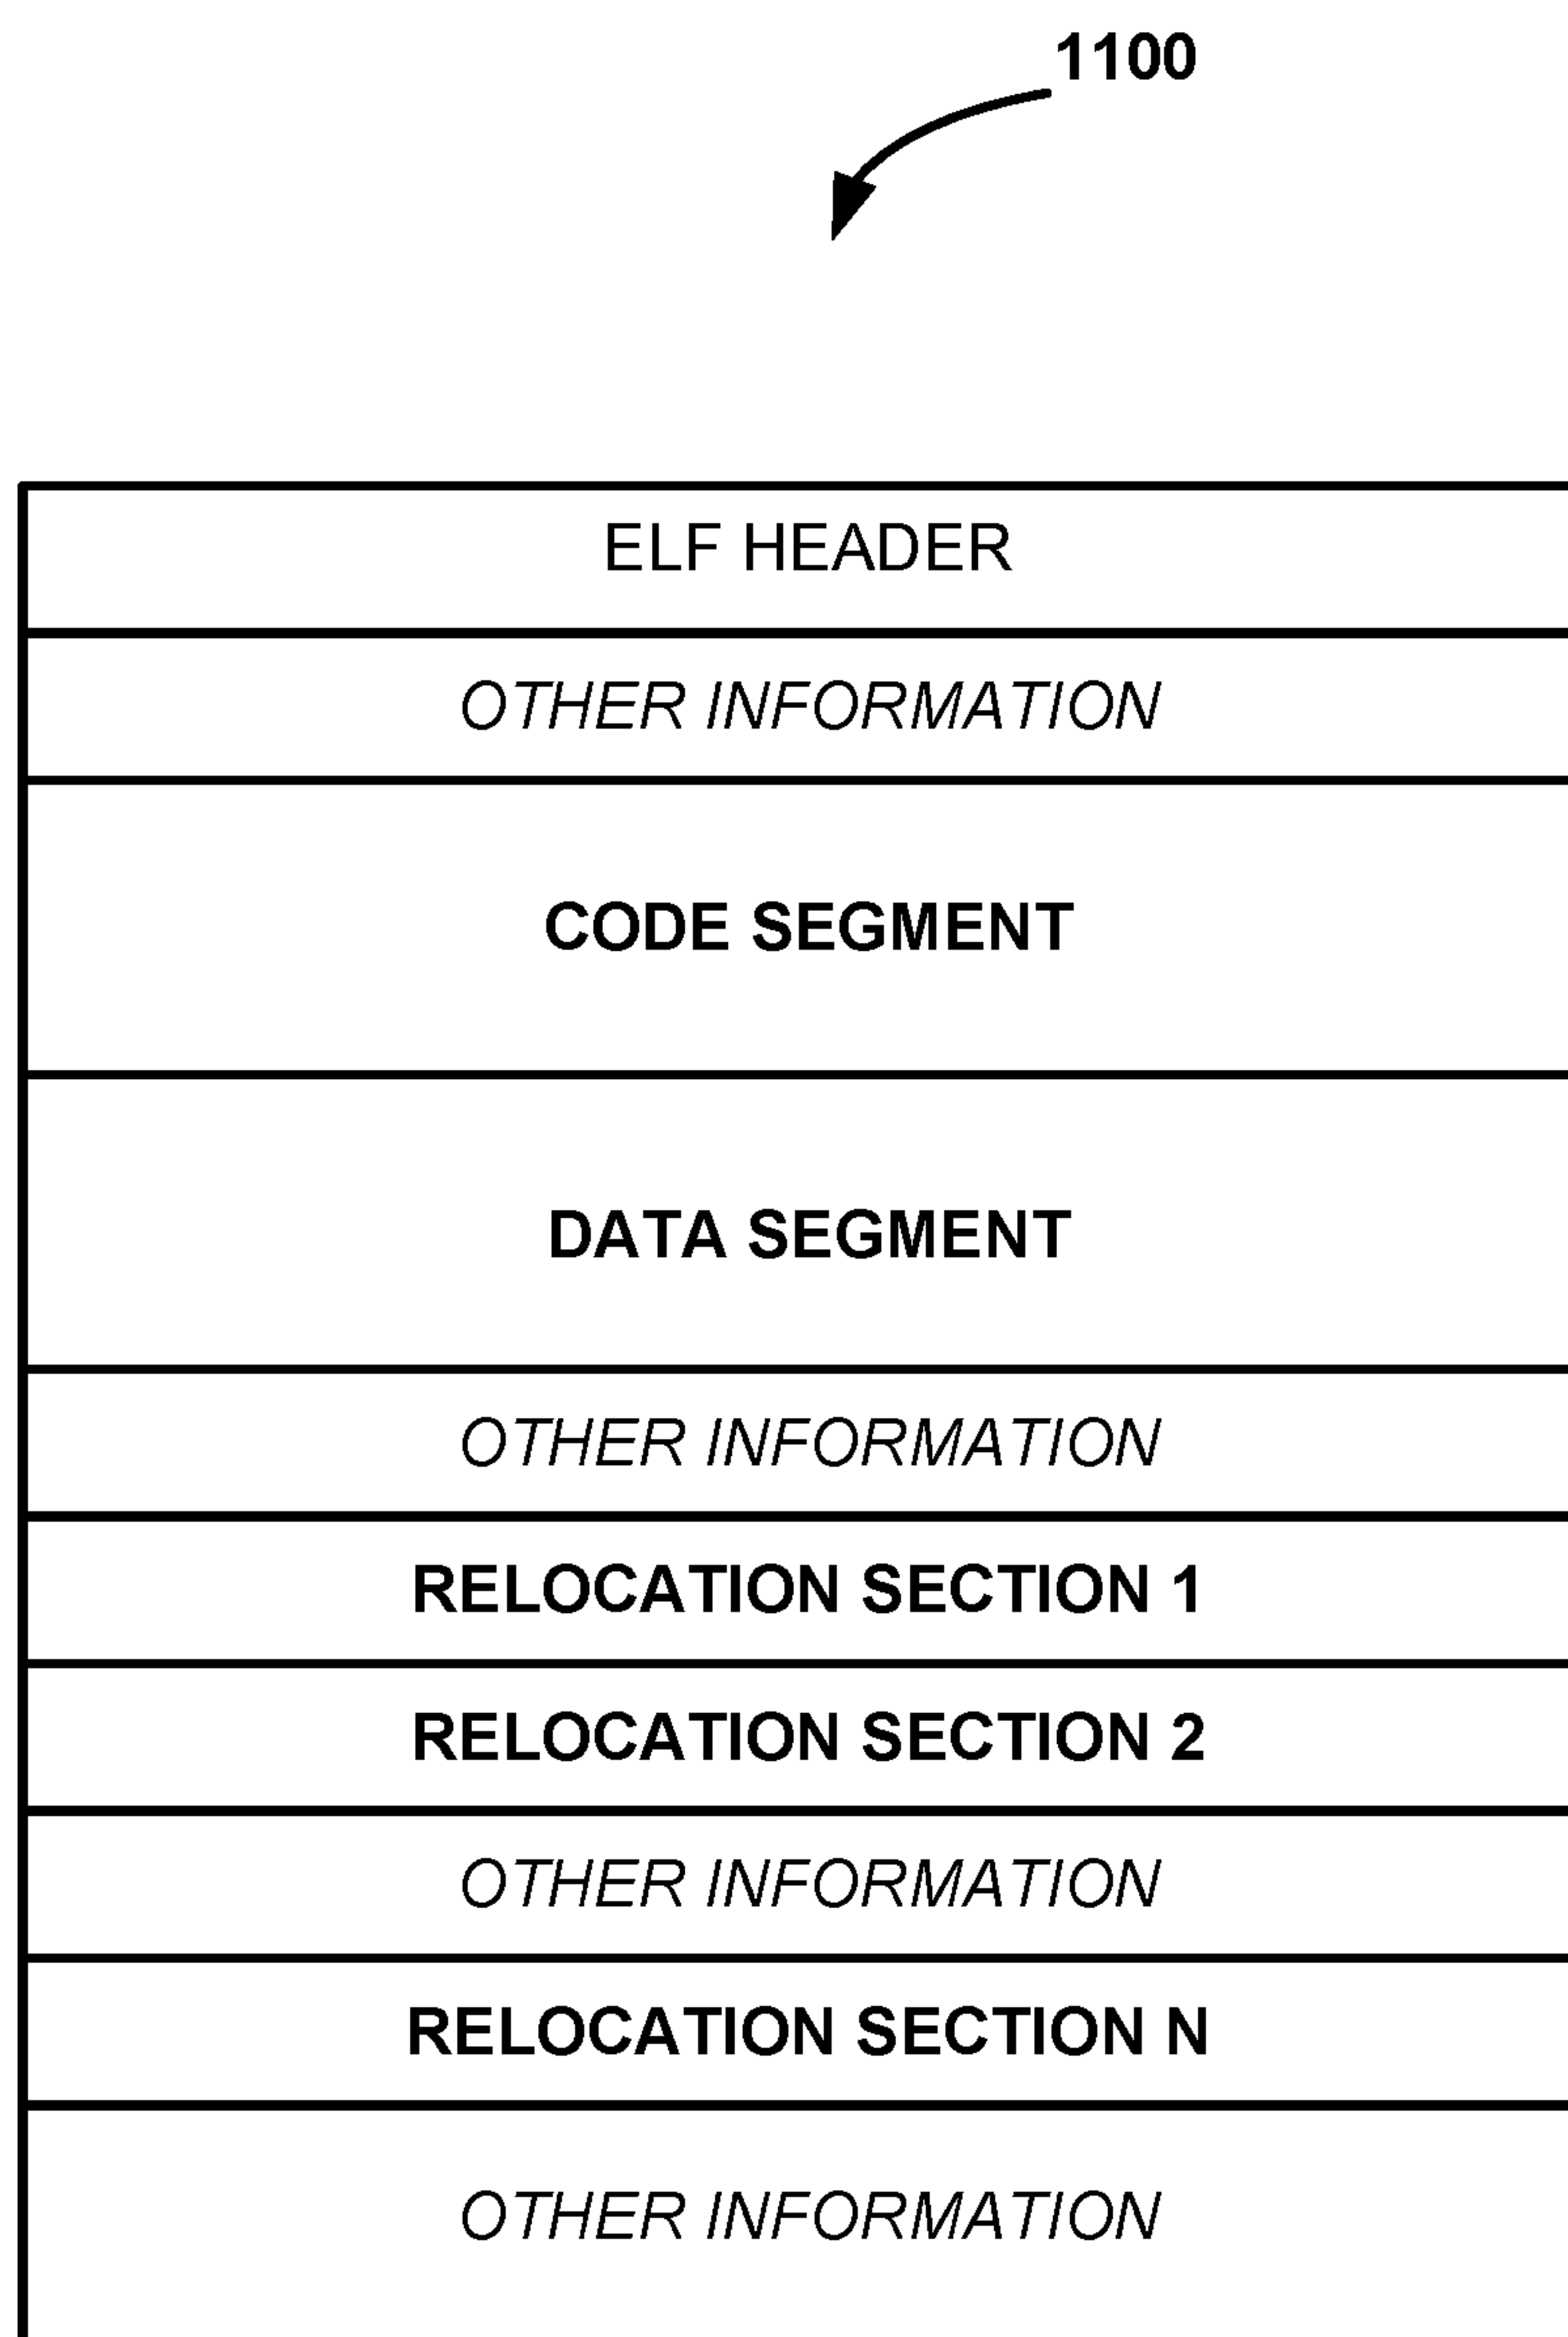 1100
ELF HEADER
OTHER INFORMATION
CODE SEGMENT
DATA SEGMENT
OTHER INFORMATION
RELOCATION SECTION 1
RELOCATION SECTION 2
OTHER INFORMATION
RELOCATION SECTION N
OTHER INFORMATION